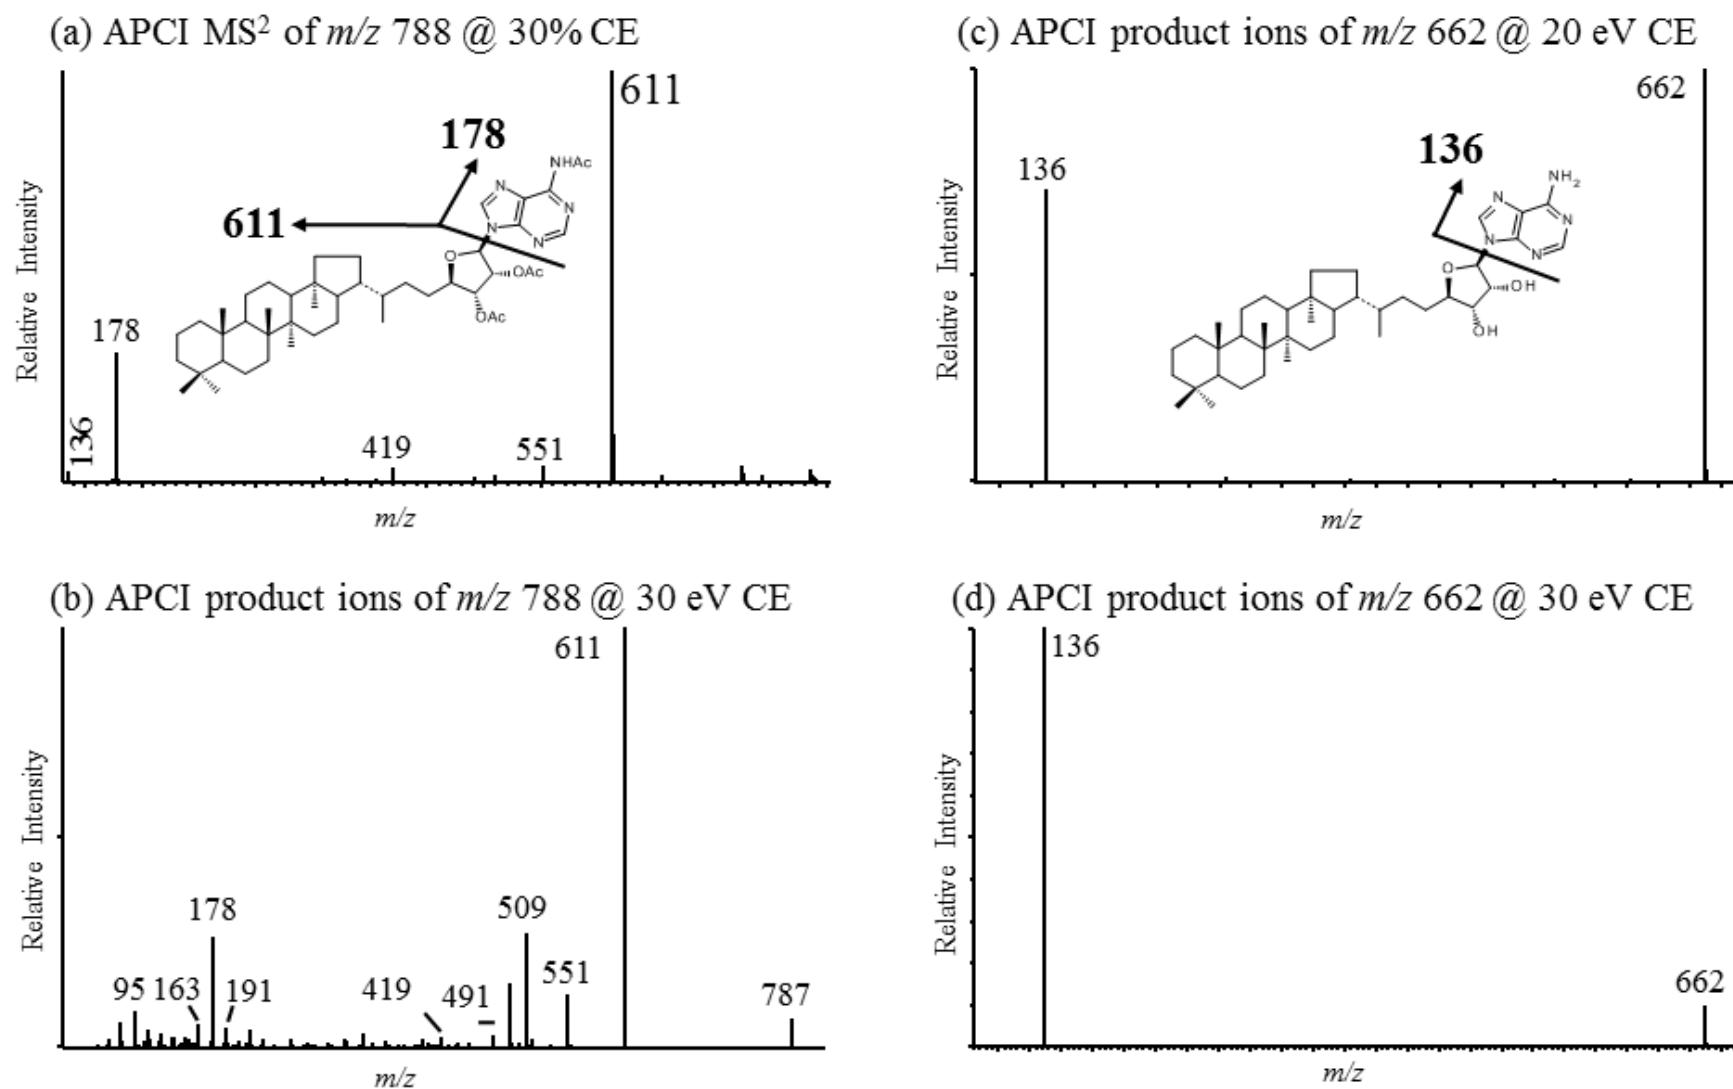 (a) APCI MS² of m/z 788 @ 30% CE
Relative Intensity
611
178
NHAc
N
N
N
N
611
O
OAc
OAc
178
136
419
551
m/z
(c) APCI product ions of m/z 662 @ 20 eV CE
Relative Intensity
662
136
136
NH₂
N
N
N
N
O
OH
OH
m/z
(b) APCI product ions of m/z 788 @ 30 eV CE
Relative Intensity
611
178
509
95
163
191
419
491
551
787
m/z
(d) APCI product ions of m/z 662 @ 30 eV CE
Relative Intensity
136
662
m/z